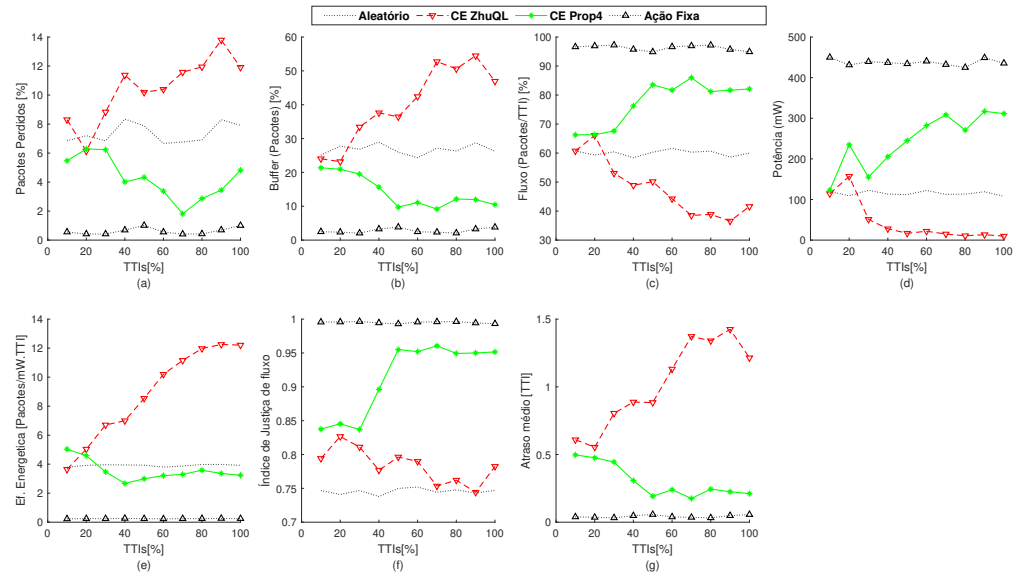 Aleatório CE ZhuQL CE Prop4 Ação Fixa
Pacotes Perdidos [%]
14
12
10
8
6
4
2
0
0 20 40 60 80 100
TTIs[%]
(a)
Buffer (Pacotes) [%]
60
50
40
30
20
10
0
0 20 40 60 80 100
TTIs[%]
(b)
Fluxo (Pacotes/TTI) [%]
100
90
80
70
60
50
40
30
0 20 40 60 80 100
TTIs[%]
(c)
Potência (mW)
500
400
300
200
100
0
0 20 40 60 80 100
TTIs[%]
(d)
Ef. Energetica [Pacotes/mW.TTI]
14
12
10
8
6
4
2
0
0 20 40 60 80 100
TTIs[%]
(e)
Índice de Justiça de fluxo
1
0.95
0.9
0.85
0.8
0.75
0.7
0 20 40 60 80 100
TTIs[%]
(f)
Atraso médio [TTI]
1.5
1
0.5
0
0 20 40 60 80 100
TTIs[%]
(g)